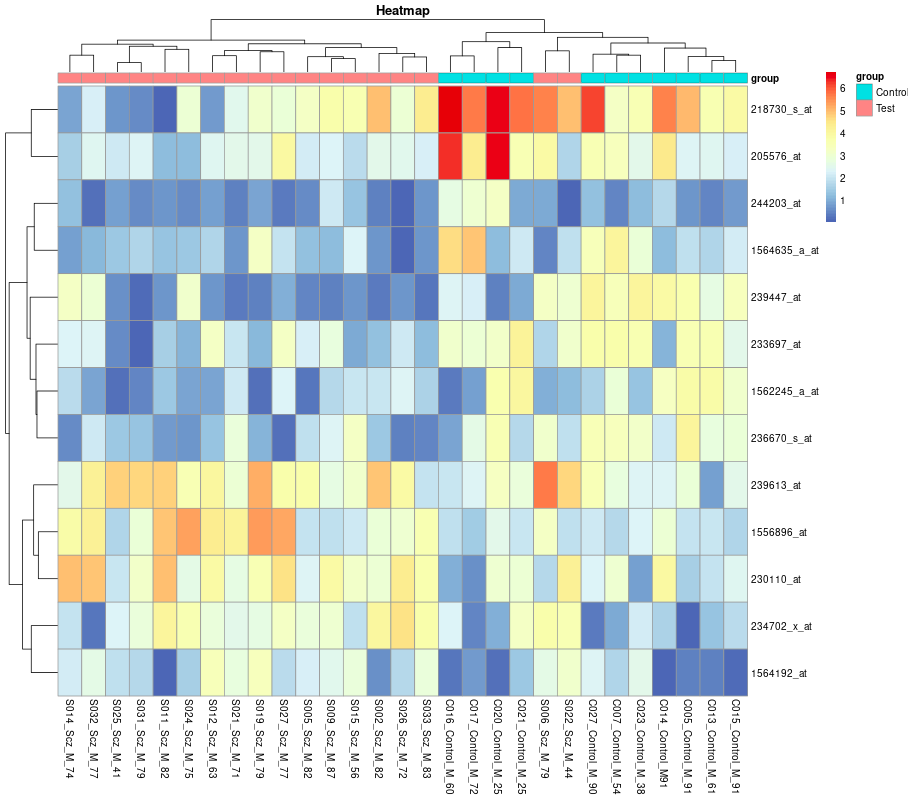 Heatmap
group
218730_s_at
205576_at
244203_at
1564635_a_at
239447_at
233697_at
1562245_a_at
236670_s_at
239613_at
1556896_at
230110_at
234702_x_at
1564192_at
6
5
4
3
2
1
group
Control
Test
S014_Scz_M_74
S032_Scz_M_77
S025_Scz_M_41
S031_Scz_M_79
S011_Scz_M_82
S024_Scz_M_75
S012_Scz_M_63
S021_Scz_M_71
S019_Scz_M_79
S027_Scz_M_77
S005_Scz_M_82
S009_Scz_M_87
S015_Scz_M_56
S002_Scz_M_82
S026_Scz_M_72
S033_Scz_M_83
C016_Control_M_60
C017_Control_M_72
C020_Control_M_25
C021_Control_M_25
S006_Scz_M_79
S022_Scz_M_44
C027_Control_M_90
C007_Control_M_54
C023_Control_M_38
C014_Control_M91
C005_Control_M_91
C013_Control_M_61
C015_Control_M_91